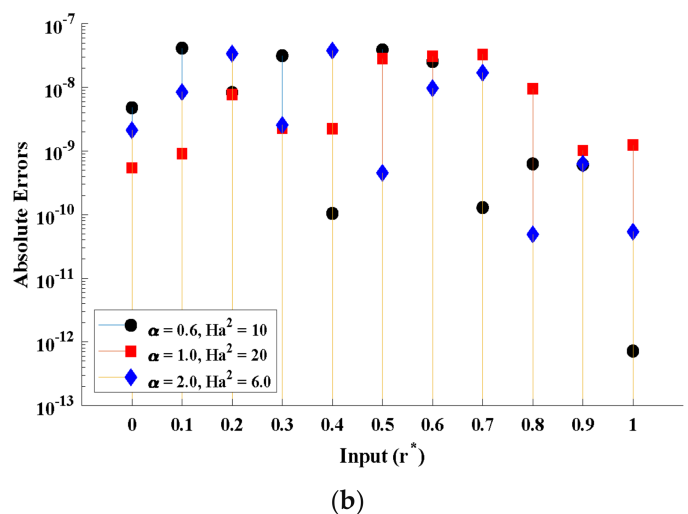 10^-7
10^-8
10^-9
10^-10
10^-11
10^-12
10^-13
Absolute Errors
α = 0.6, Ha^2 = 10
α = 1.0, Ha^2 = 20
α = 2.0, Ha^2 = 6.0
0 0.1 0.2 0.3 0.4 0.5 0.6 0.7 0.8 0.9 1
Input (r^*)
(b)